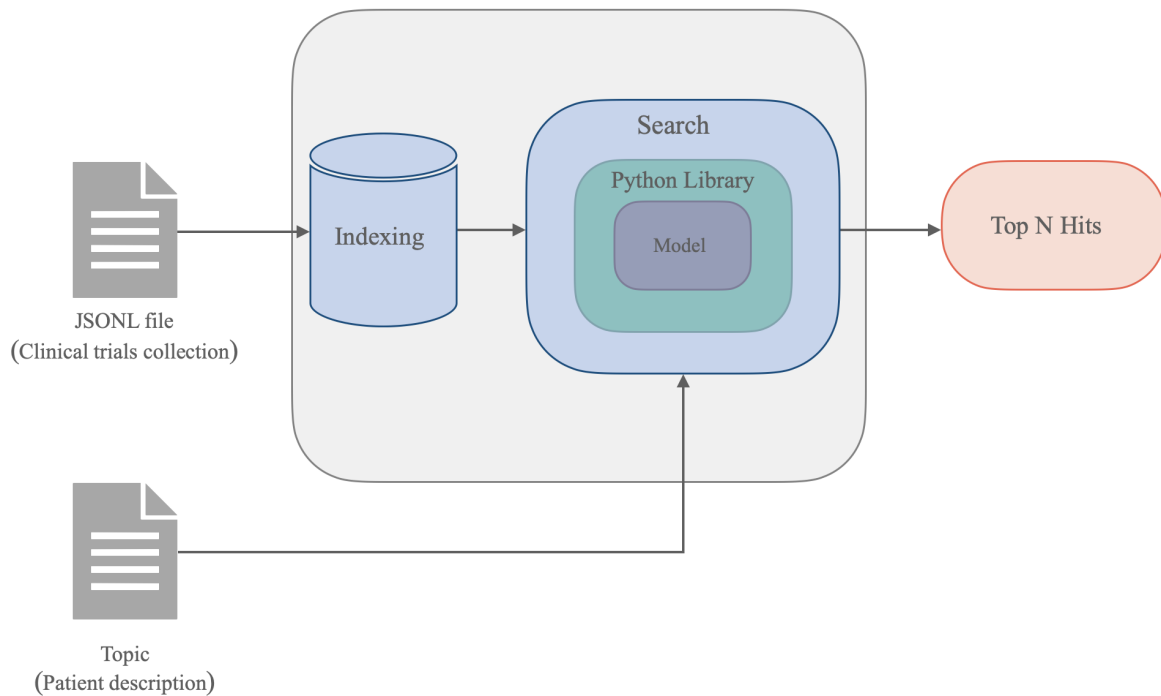 Search
Python Library
Model
Indexing
Top N Hits
JSONL file
(Clinical trials collection)
Topic
(Patient description)